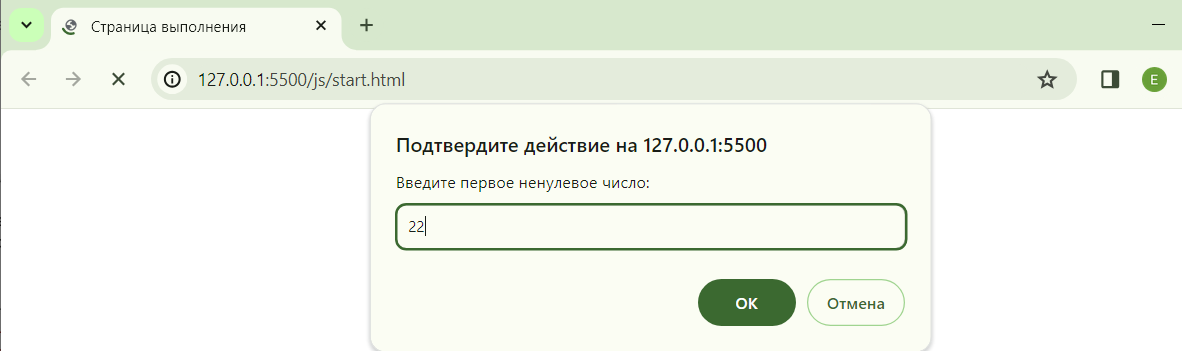 Страница выполнения
127.0.0.1:5500/js/start.html
E
Подтвердите действие на 127.0.0.1:5500
Введите первое ненулевое число:
22
ОК
Отмена